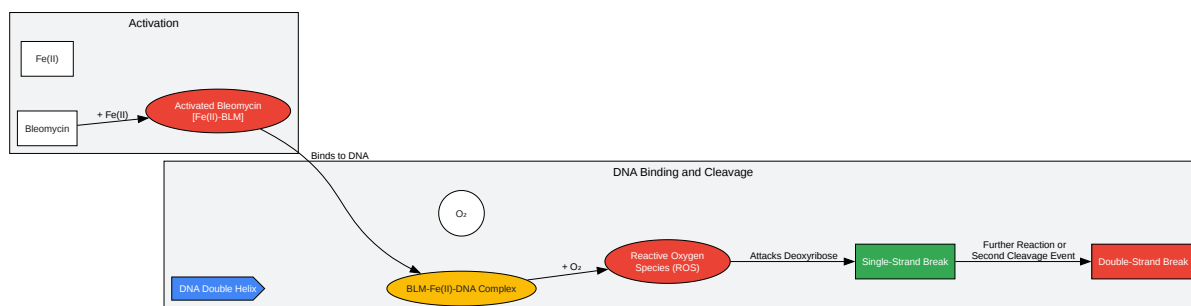 Activation
Fe(II)
Bleomycin
+ Fe(II)
Activated Bleomycin
[Fe(II)-BLM]
Binds to DNA
DNA Binding and Cleavage
O₂
DNA Double Helix
BLM-Fe(II)-DNA Complex
+ O₂
Reactive Oxygen
Species (ROS)
Attacks Deoxyribose
Single-Strand Break
Further Reaction or
Second Cleavage Event
Double-Strand Break